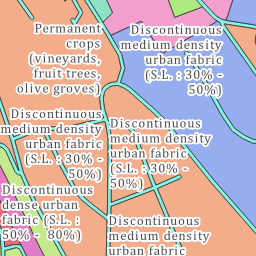 Permanent
crops
(vineyards,
fruit trees,
olive groves)
Discontinuous
medium density
urban fabric
(S.L. : 30% -
50%)
Discontinuous
medium density
urban fabric
(S.L. : 30% -
50%)
Discontinuous
medium density
urban fabric
(S.L. : 30% -
50%)
Discontinuous
dense urban
fabric (S.L. :
50% - 80%)
Discontinuous
medium density
urban fabric